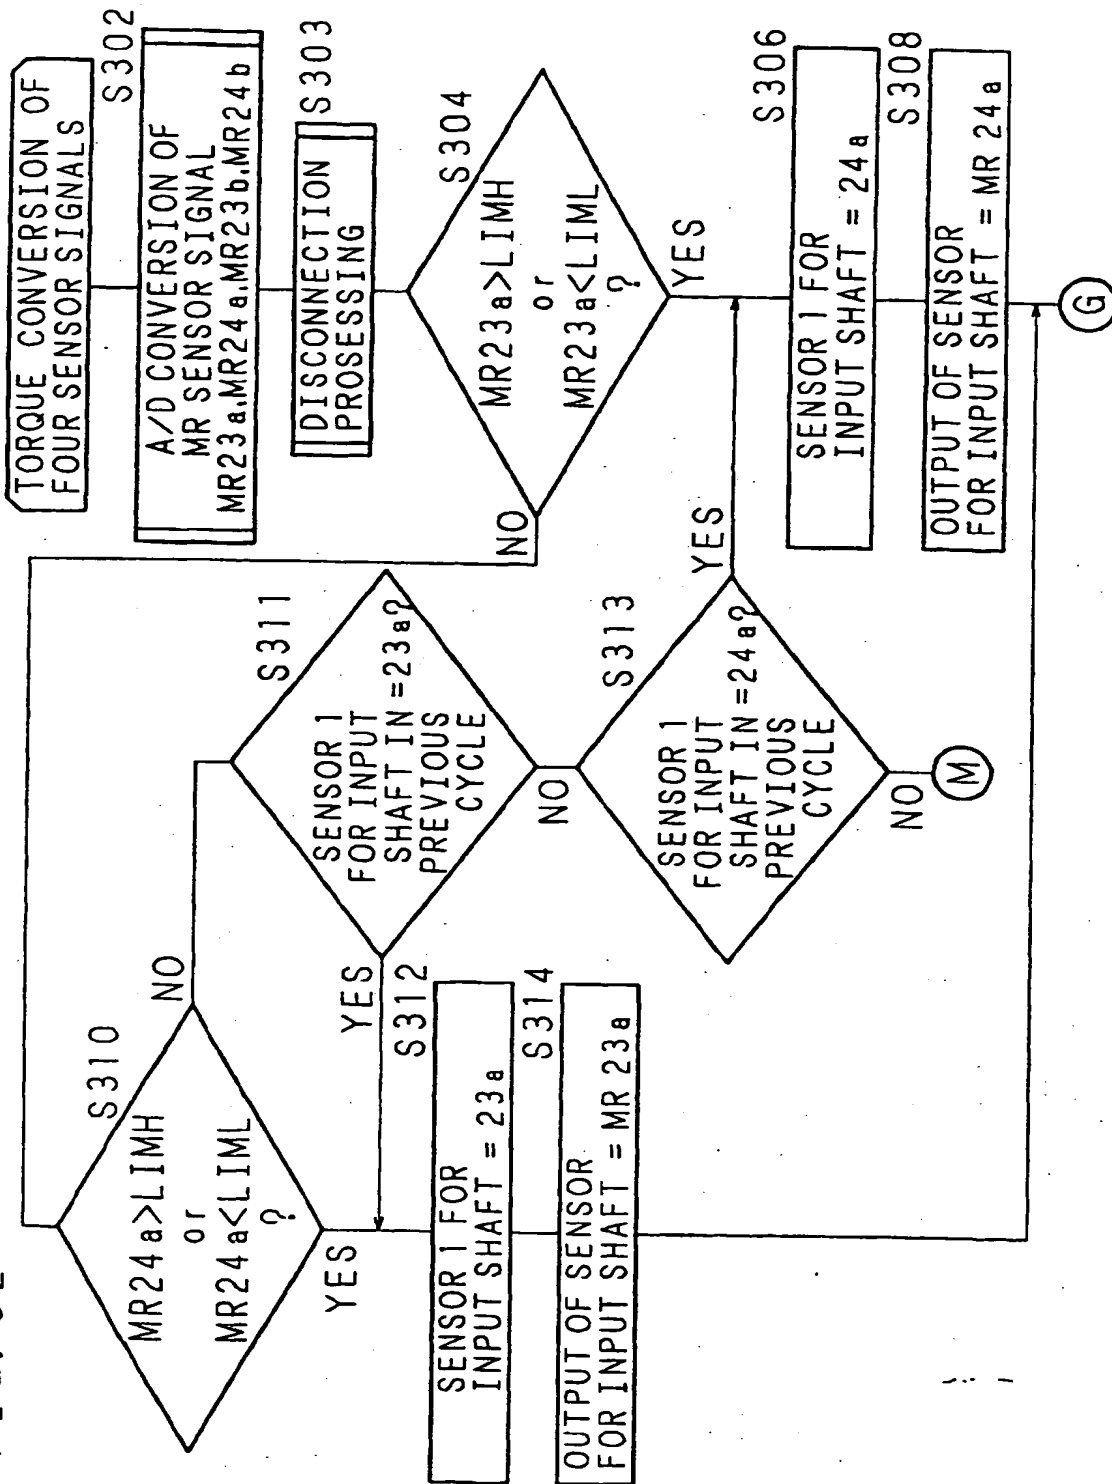 TORQUE CONVERSION OF
FOUR SENSOR SIGNALS
S302
A/D CONVERSION OF
MR SENSOR SIGNAL
MR23a,MR24a,MR23b,MR24b
S303
DISCONNECTION
PROSESSING
S304
MR23a>LIMH
or
MR23a<LIML
?
NO
YES
S306
SENSOR 1 FOR
INPUT SHAFT = 24a
S308
OUTPUT OF SENSOR
FOR INPUT SHAFT = MR 24a
G
S310
MR24a>LIMH
or
MR24a<LIML
?
NO
YES
S311
SENSOR 1
FOR INPUT
SHAFT IN =23a?
PREVIOUS
CYCLE
YES
NO
S313
SENSOR 1
FOR INPUT
SHAFT IN =24a?
PREVIOUS
CYCLE
YES
NO
M
S312
SENSOR 1 FOR
INPUT SHAFT = 23a
S314
OUTPUT OF SENSOR
FOR INPUT SHAFT = MR 23a